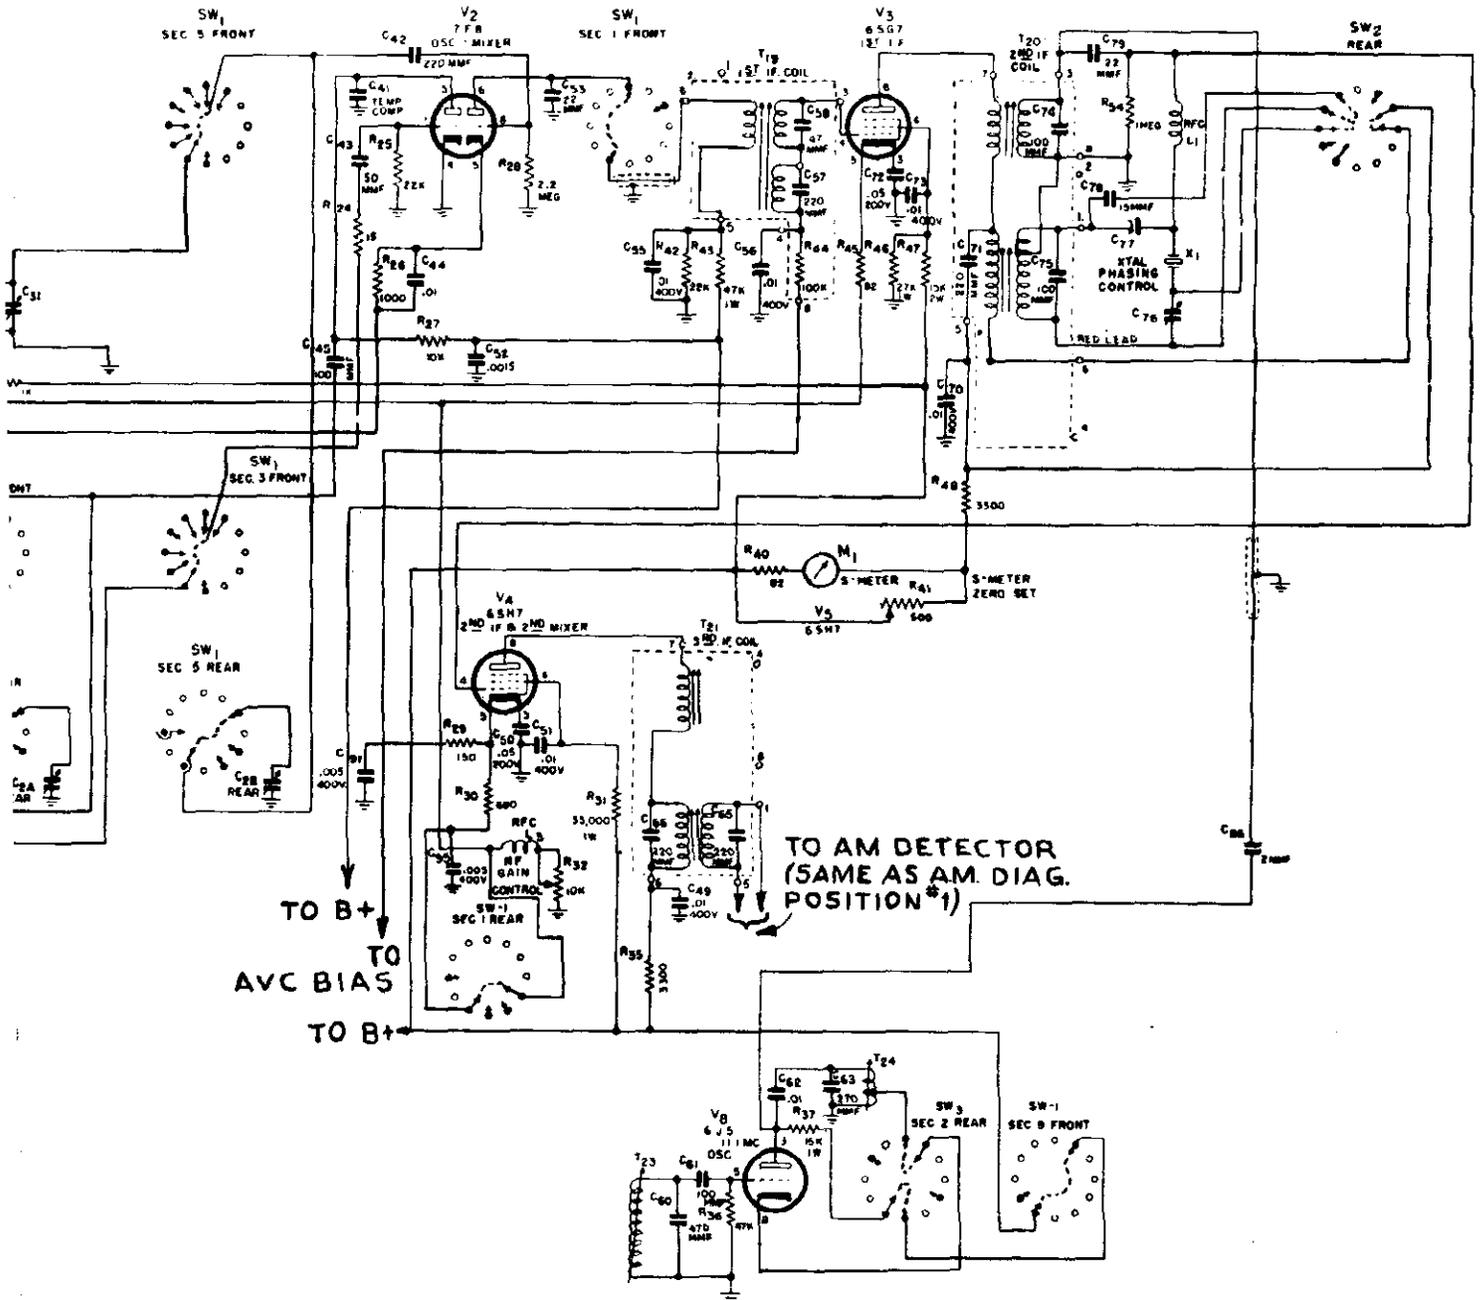 SW1
SEC 5 FRONT
V2
7F8
OSC - MIXER
SW1
SEC 1 FRONT
V3
6SG7
1ST I F
SW2
REAR
C42
220 MMF
C41
TEMP
COMP
C53
22
MMF
T19
1ST I.F. COIL
T20
2ND IF
COIL
C79
22
MMF
R54
1MEG
RFC
L1
C43
50
MMF
R25
22K
R28
2.2
MEG
C58
47
MMF
C57
220
MMF
C72
.05
200V
C73
.01
400V
C74
100
MMF
C78
15MMF
R24
15
R26
1000
C44
.01
C55
.01
400V
R42
22K
R43
47K
1W
C56
.01
400V
R44
100K
R45
82
R46
27K
1W
R47
15K
2W
C71
220
MMF
C75
100
MMF
C77
X1
XTAL
PHASING
CONTROL
C76
RED LEAD
C31
R27
10K
C45
100
MMF
C52
.0015
1K
C70
.01
400V
SW1
SEC. 3 FRONT
R48
3300
R40
82
M1
S-METER
R41
500
S-METER
ZERO SET
V5
6SH7
V4
6SH7
2ND IF & 2ND MIXER
T21
3RD IF. COIL
SW1
SEC 5 REAR
C2A
C2B
REAR
R29
150
C50
.05
200V
C51
.01
400V
.005
400V
R30
680
R31
33,000
1W
RFC
RF
GAIN
CONTROL
R32
10K
.005
400V
C66
220
MMF
C65
220
MMF
C49
.01
400V
SW-1
SEC 1 REAR
R35
3300
C86
2 MMF
TO AM DETECTOR
(SAME AS A.M. DIAG.
POSITION #1)
TO B+
TO
AVC BIAS
TO B+
C62
.01
C63
270
MMF
T24
R37
15K
1W
V8
6J5
11.1MC
OSC
SW3
SEC 2 REAR
SW-1
SEC 9 FRONT
T23
C61
100
MMF
C60
470
MMF
R36
47K